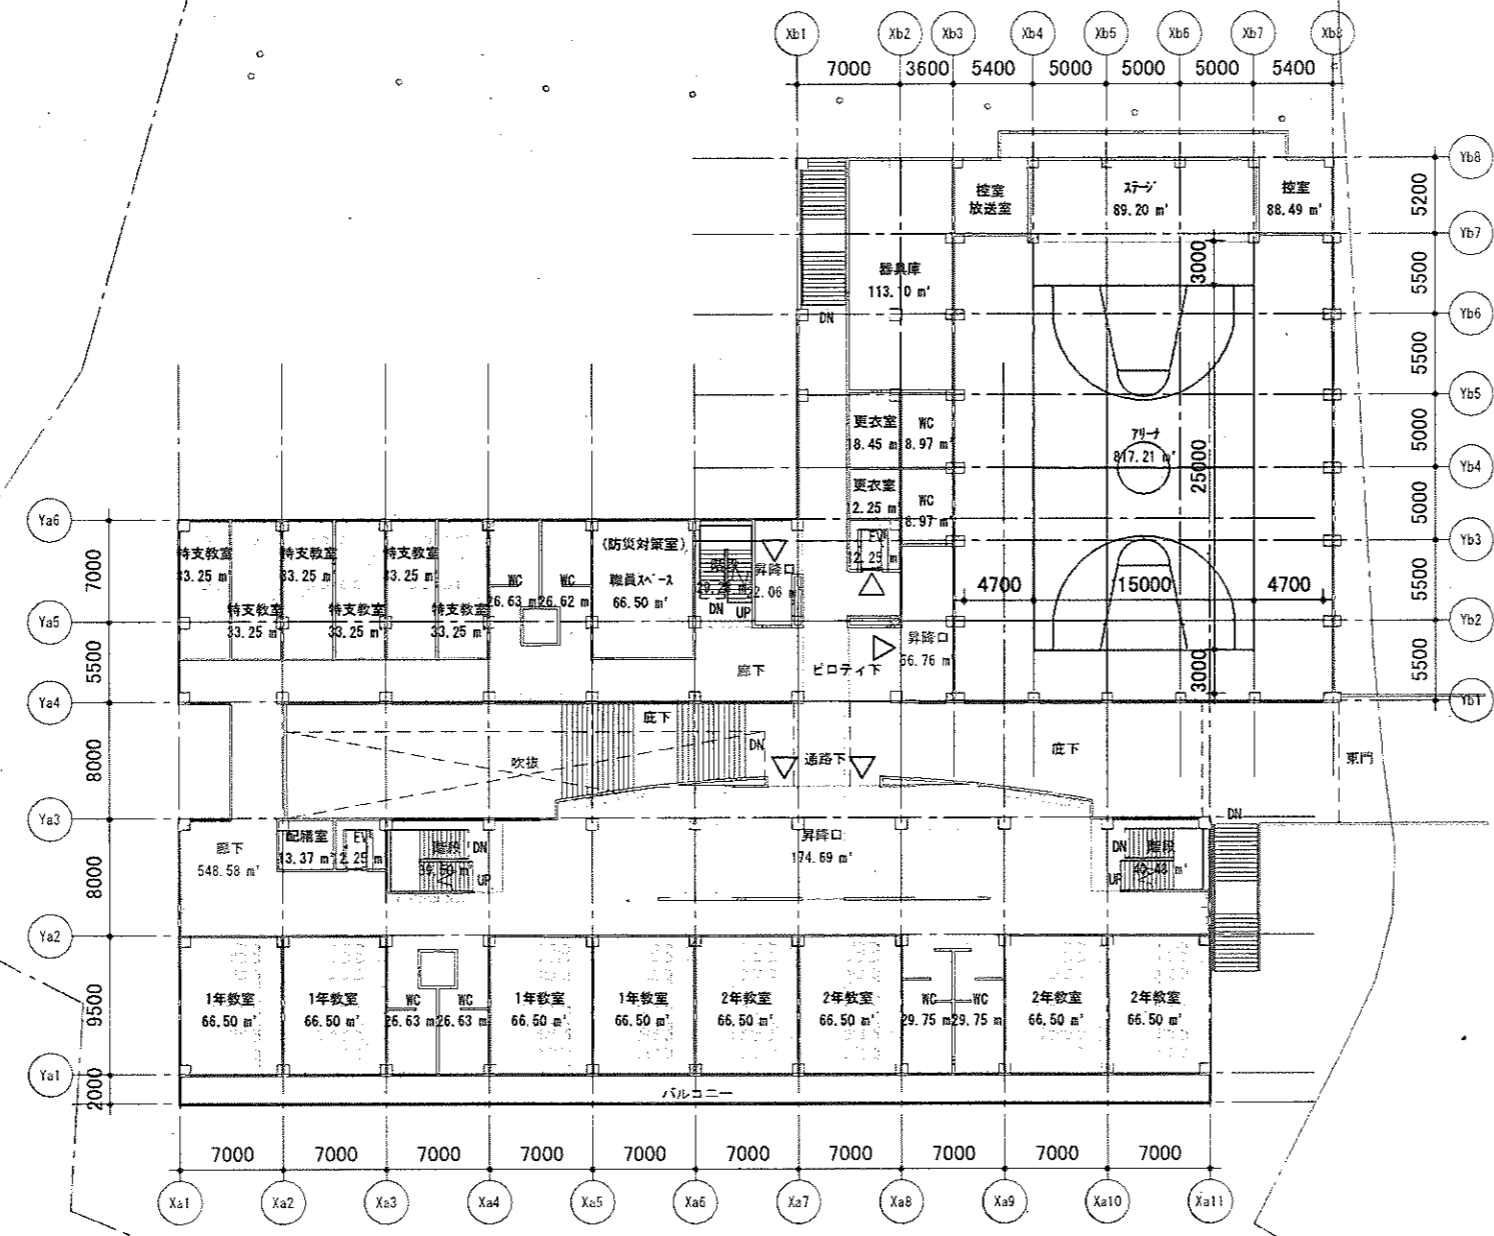 Xb1 Xb2 Xb3 Xb4 Xb5 Xb6 Xb7 Xb8
7000 3600 5400 5000 5000 5000 5400
Yb8
5200
Yb7
5500
Yb6
5500
Yb5
5000
Yb4
5000
Yb3
5500
Yb2
5500
Yb1
控室
放送室
ステージ
89.20 ㎡
控室
88.49 ㎡
3000
器具庫
113.10 ㎡
DN
更衣室
WC
8.97 ㎡
アリーナ
817.21 ㎡
25000
更衣室
WC
8.97 ㎡
EV
4700 15000 4700
3000
Ya6
7000
Ya5
5500
Ya4
8000
Ya3
8000
Ya2
9500
Ya1
2000
特支教室
33.25 ㎡
特支教室
33.25 ㎡
特支教室
33.25 ㎡
特支教室
33.25 ㎡
特支教室
33.25 ㎡
特支教室
33.25 ㎡
WC
26.63 ㎡
WC
26.62 ㎡
(防災対策室)
職員スペース
66.50 ㎡
階段
DN
UP
昇降口
昇降口
56.76 ㎡
廊下
ピロティ下
庇下
DN
吹抜
通路下
庇下
東門
廊下
548.58 ㎡
配膳室
13.37 ㎡
EV
階段
DN
UP
昇降口
174.69 ㎡
DN
階段
UP
DN
1年教室
66.50 ㎡
1年教室
66.50 ㎡
WC
26.63 ㎡
WC
26.63 ㎡
1年教室
66.50 ㎡
1年教室
66.50 ㎡
2年教室
66.50 ㎡
2年教室
66.50 ㎡
WC
29.75 ㎡
WC
29.75 ㎡
2年教室
66.50 ㎡
2年教室
66.50 ㎡
バルコニー
7000 7000 7000 7000 7000 7000 7000 7000 7000 7000
Xa1 Xa2 Xa3 Xa4 Xa5 Xa6 Xa7 Xa8 Xa9 Xa10 Xa11